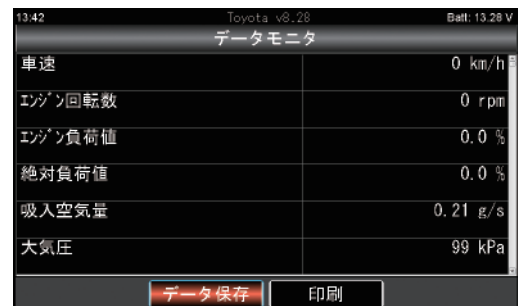 13:42 Toyota v8.28 Batt: 13.28 V
データモニタ
車速 0 km/h
エンジン回転数 0 rpm
エンジン負荷値 0.0 %
絶対負荷値 0.0 %
吸入空気量 0.21 g/s
大気圧 99 kPa
データ保存 印刷